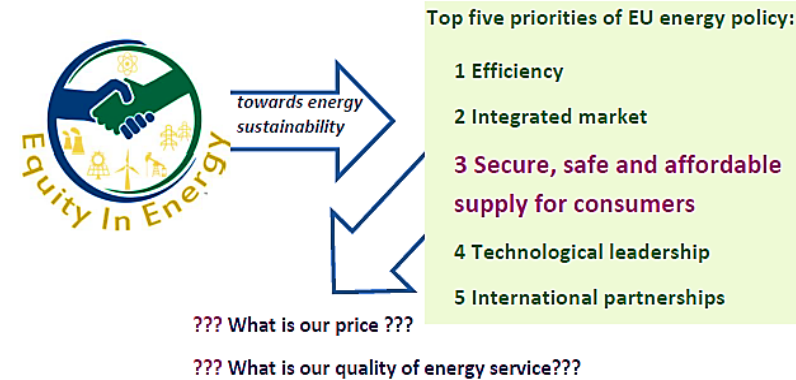 Equity In Energy
towards energy
sustainability
Top five priorities of EU energy policy:
1 Efficiency
2 Integrated market
3 Secure, safe and affordable
supply for consumers
4 Technological leadership
5 International partnerships
??? What is our price ???
??? What is our quality of energy service???